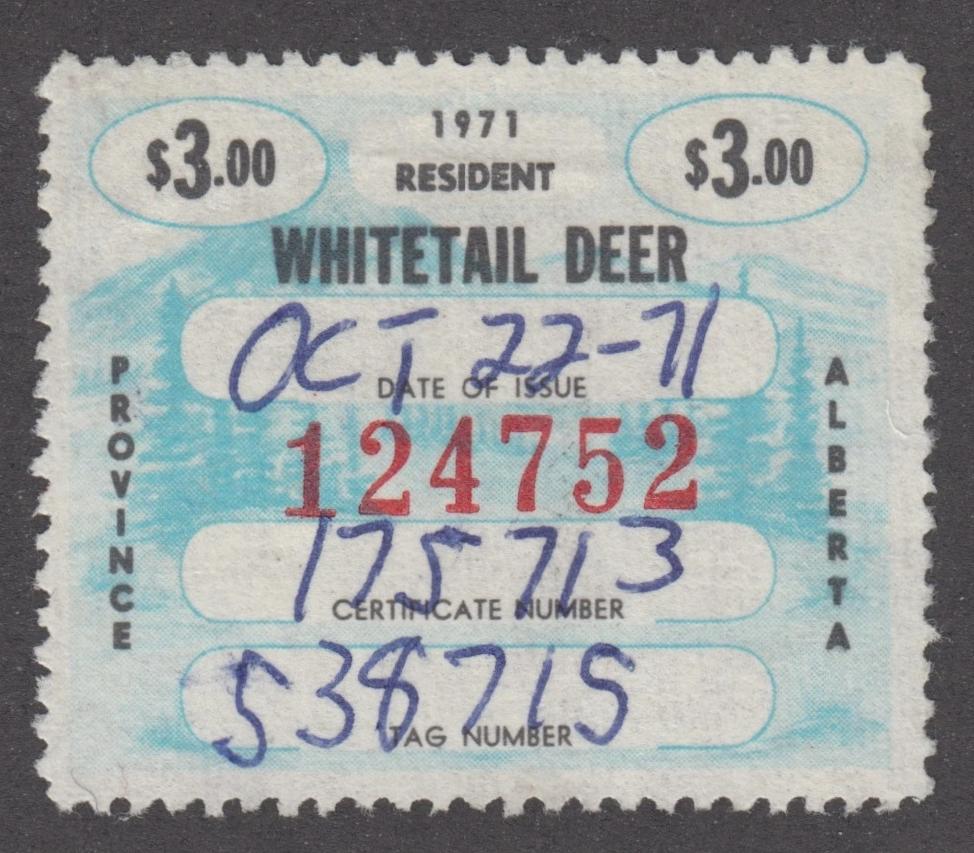 $3.00 1971 $3.00
RESIDENT
WHITETAIL DEER
OCT 22-71
DATE OF ISSUE
PROVINCE
ALBERTA
124752
175713
CERTIFICATE NUMBER
538715
TAG NUMBER